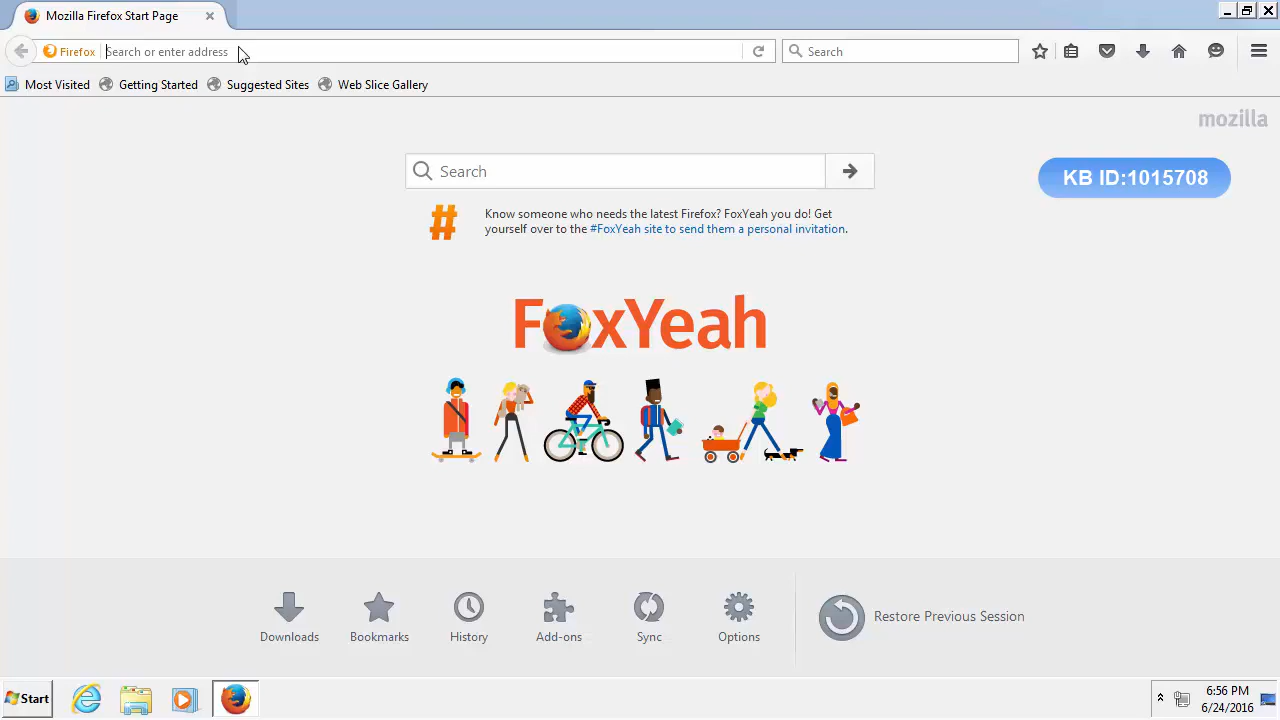 Mozilla Firefox Start Page
Firefox
Search or enter address
Search
Most Visited
Getting Started
Suggested Sites
Web Slice Gallery
mozilla
Search
KB ID:1015708
#
Know someone who needs the latest Firefox? FoxYeah you do! Get
yourself over to the #FoxYeah site to send them a personal invitation.
FoxYeah
Downloads
Bookmarks
History
Add-ons
Sync
Options
Restore Previous Session
Start
6:56 PM
6/24/2016